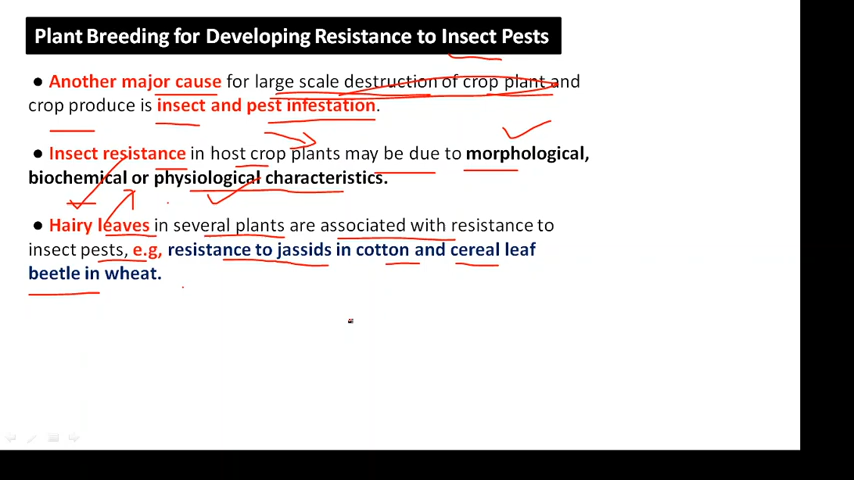 Plant Breeding for Developing Resistance to Insect Pests
● Another major cause for large scale destruction of crop plant and
crop produce is insect and pest infestation.
● Insect resistance in host crop plants may be due to morphological,
biochemical or physiological characteristics.
● Hairy leaves in several plants are associated with resistance to
insect pests, e.g, resistance to jassids in cotton and cereal leaf
beetle in wheat.